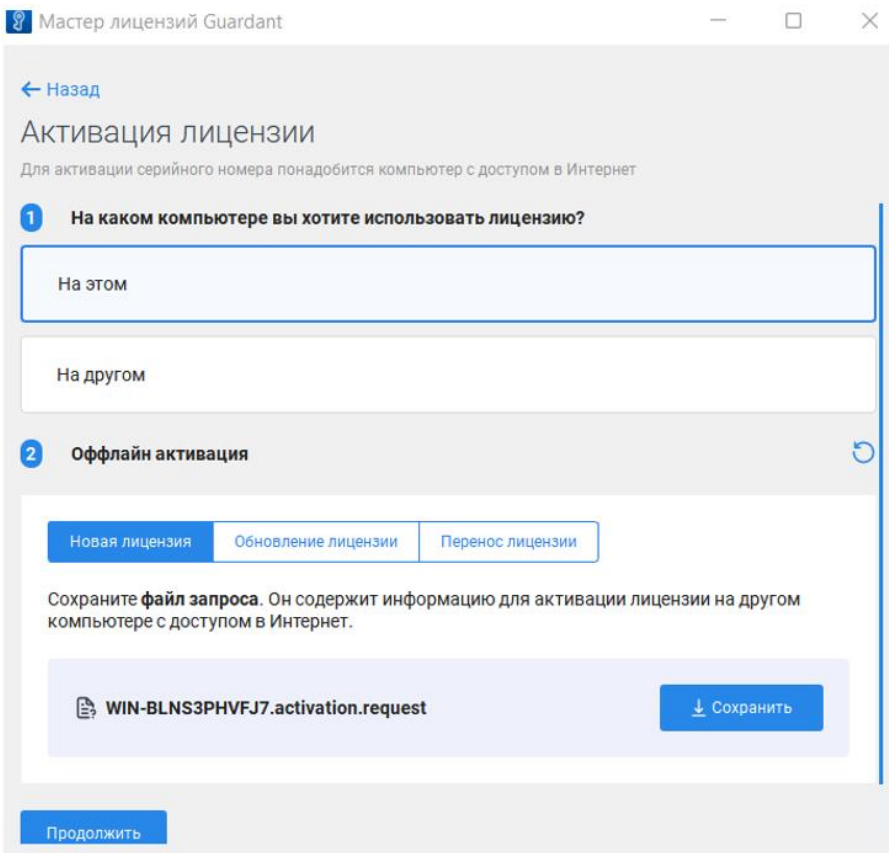 Мастер лицензий Guardant
Назад
Активация лицензии
Для активации серийного номера понадобится компьютер с доступом в Интернет
1 На каком компьютере вы хотите использовать лицензию?
На этом
На другом
2 Оффлайн активация
Новая лицензия Обновление лицензии Перенос лицензии
Сохраните файл запроса. Он содержит информацию для активации лицензии на другом
компьютере с доступом в Интернет.
WIN-BLNS3PHVFJ7.activation.request Сохранить
Продолжить